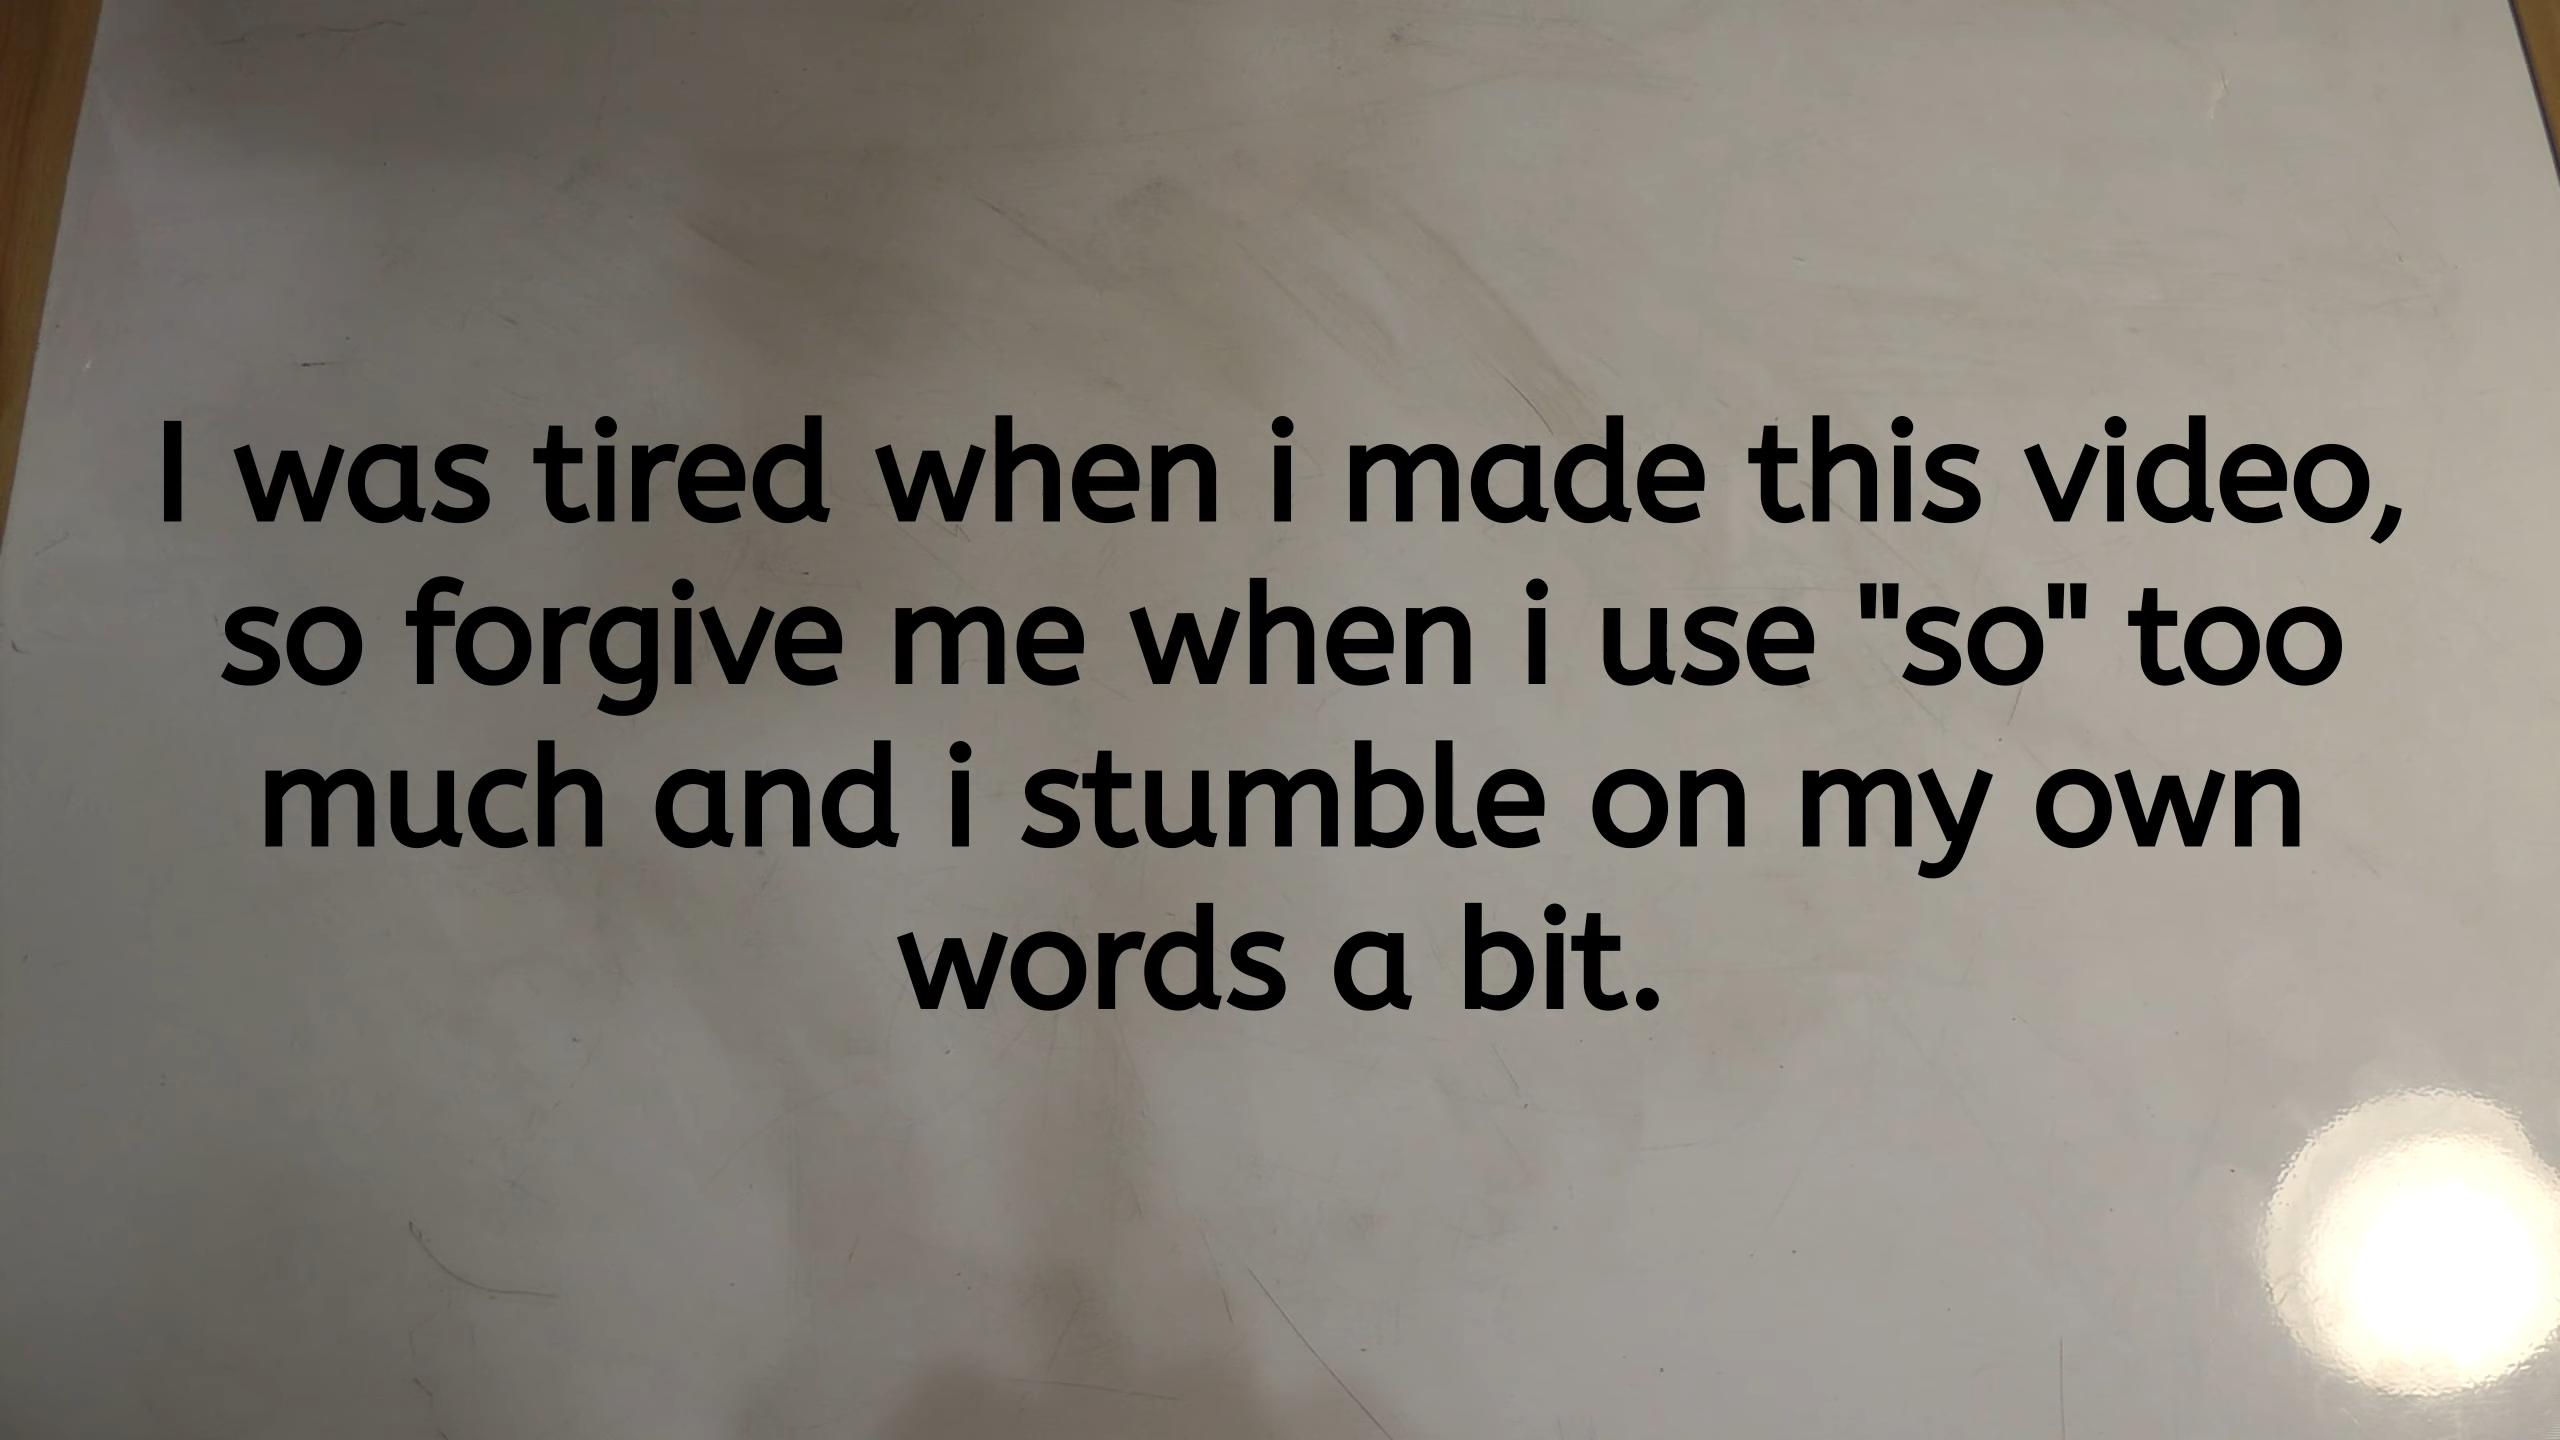 I was tired when i made this video,
so forgive me when i use "so" too
much and i stumble on my own
words a bit.